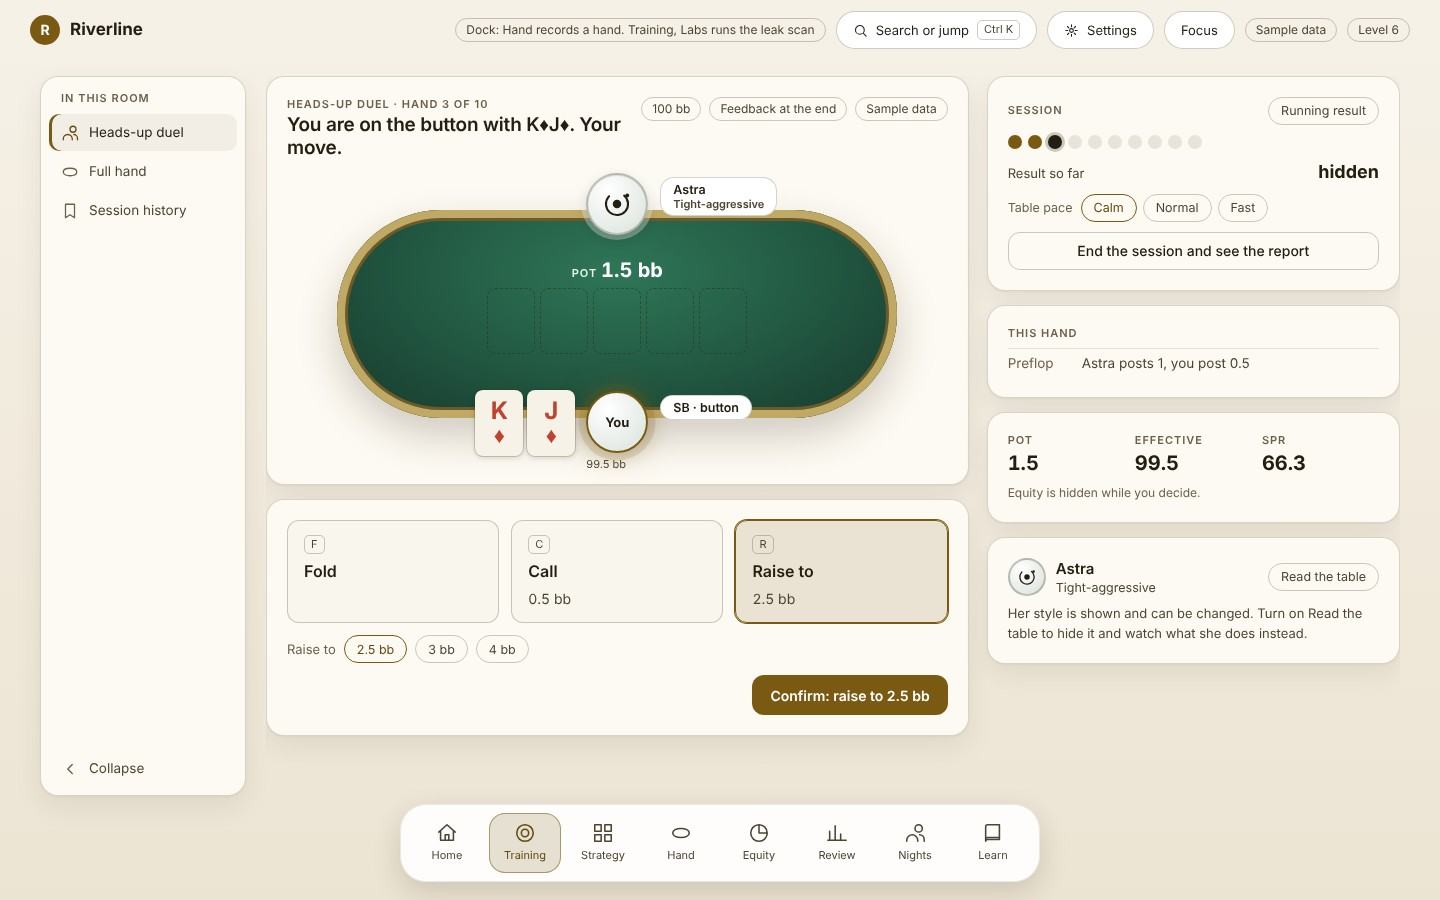 R Riverline
Dock: Hand records a hand. Training, Labs runs the leak scan
Search or jump Ctrl K
Settings
Focus
Sample data
Level 6
IN THIS ROOM
Heads-up duel
Full hand
Session history
Collapse
HEADS-UP DUEL · HAND 3 OF 10
You are on the button with K♦J♦. Your
move.
100 bb
Feedback at the end
Sample data
Astra
Tight-aggressive
POT 1.5 bb
K♦
J♦
You
SB · button
99.5 bb
F
Fold
C
Call
0.5 bb
R
Raise to
2.5 bb
Raise to 2.5 bb 3 bb 4 bb
Confirm: raise to 2.5 bb
SESSION
Running result
Result so far hidden
Table pace Calm Normal Fast
End the session and see the report
THIS HAND
Preflop Astra posts 1, you post 0.5
POT EFFECTIVE SPR
1.5 99.5 66.3
Equity is hidden while you decide.
Astra
Tight-aggressive
Read the table
Her style is shown and can be changed. Turn on Read the
table to hide it and watch what she does instead.
Home Training Strategy Hand Equity Review Nights Learn